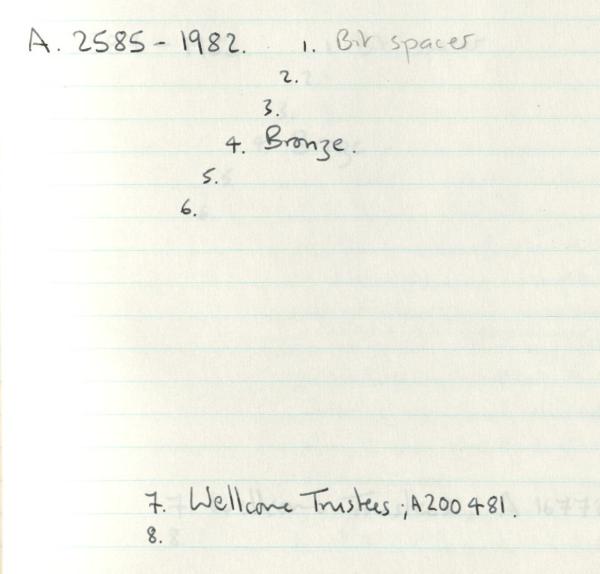 A. 2585 - 1982. 1. Bit spacer
2.
3.
4. Bronze.
5.
6.
7. Wellcome Trustees; A200481.
8.